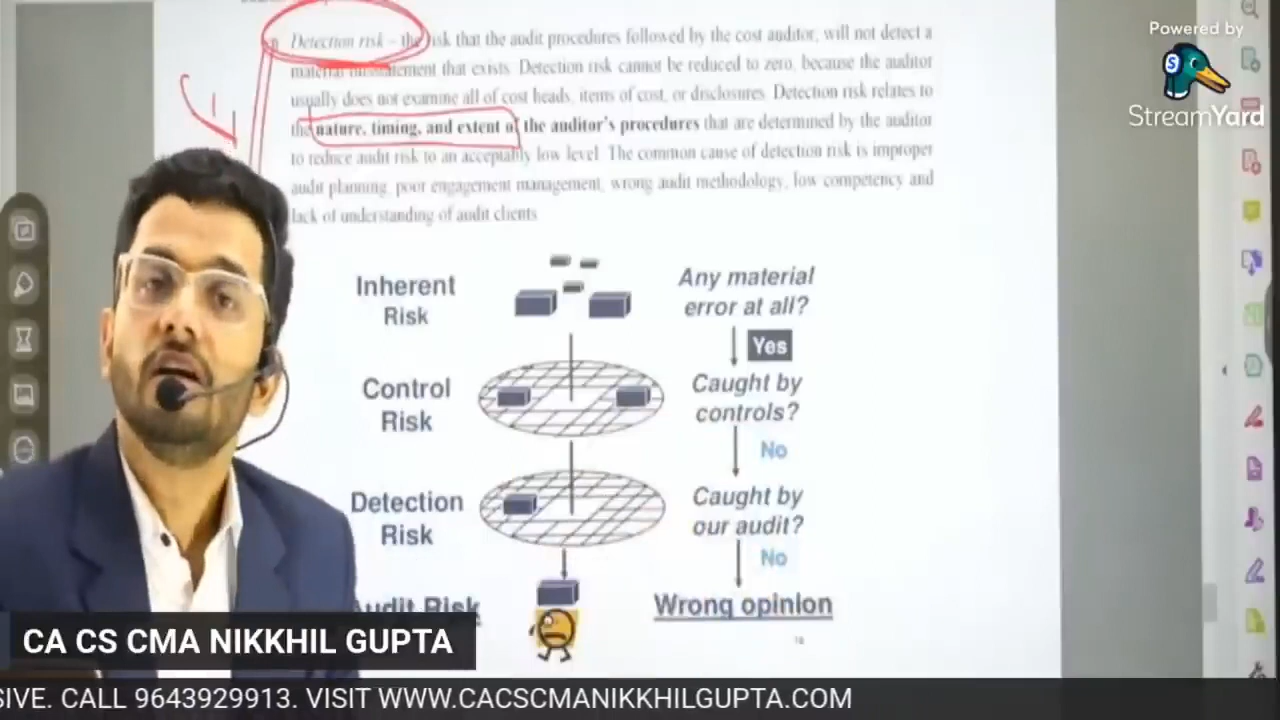 Detection risk – the risk that the audit procedures followed by the cost auditor, will not detect a
material misstatement that exists. Detection risk cannot be reduced to zero, because the auditor
usually does not examine all of cost heads, items of cost, or disclosures. Detection risk relates to
the nature, timing, and extent of the auditor's procedures that are determined by the auditor
to reduce audit risk to an acceptably low level. The common cause of detection risk is improper
audit planning, poor engagement management, wrong audit methodology, low competency and
lack of understanding of audit clients
Powered by
StreamYard
Inherent
Risk
Any material
error at all?
Yes
Control
Risk
Caught by
controls?
No
Detection
Risk
Caught by
our audit?
No
Audit Risk
Wrong opinion
CA CS CMA NIKKHIL GUPTA
SIVE. CALL 9643929913. VISIT WWW.CACSCMANIKKHILGUPTA.COM